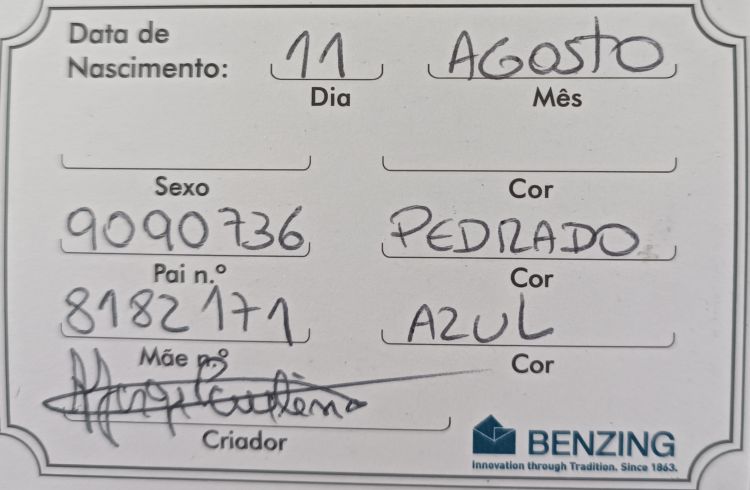 Data de
Nascimento: 11 AGOSTO
Dia Mês
Sexo Cor
9090736 PEDRADO
Pai n.º Cor
8182171 AZUL
Mãe n.º Cor
Criador
BENZING
Innovation through Tradition. Since 1863.